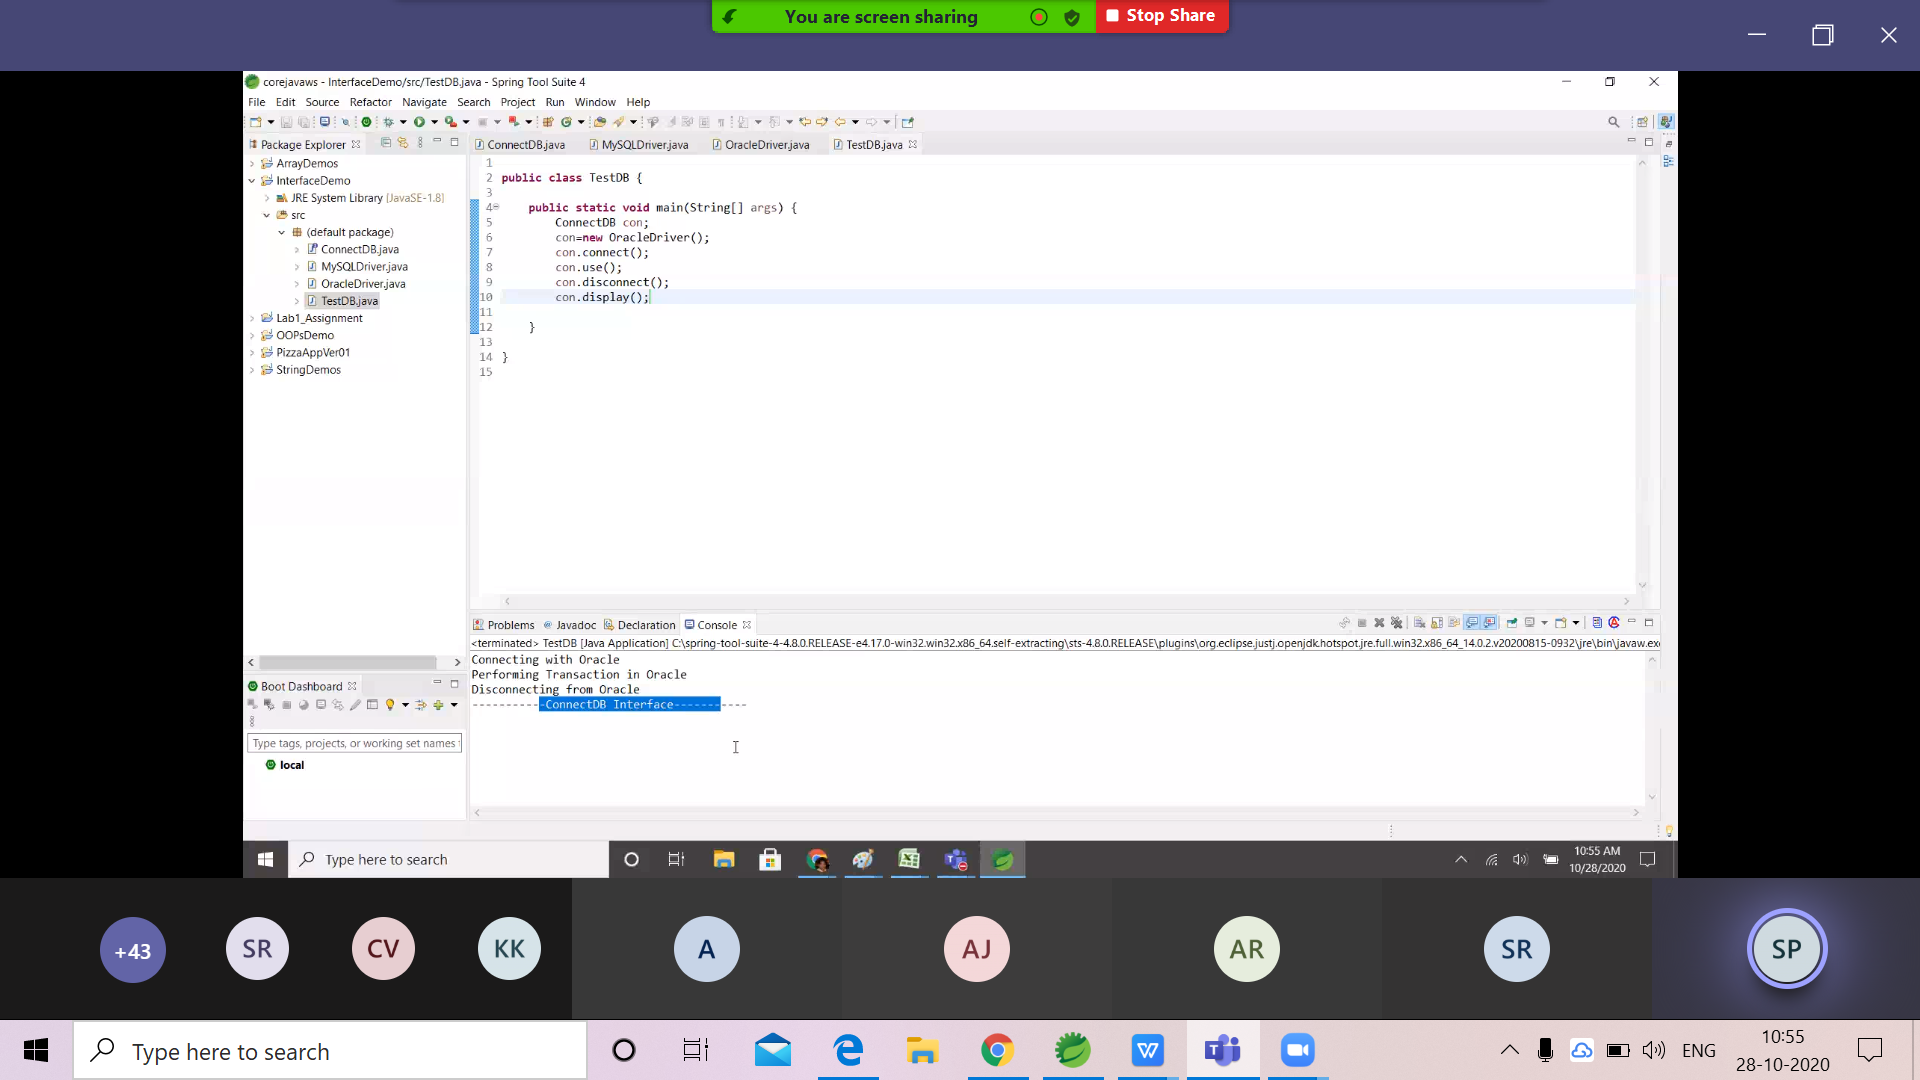 You are screen sharing
Stop Share
corejavaws - InterfaceDemo/src/TestDB.java - Spring Tool Suite 4
File Edit Source Refactor Navigate Search Project Run Window Help
Package Explorer
ConnectDB.java MySQLDriver.java OracleDriver.java TestDB.java
ArrayDemos
InterfaceDemo
JRE System Library [JavaSE-1.8]
src
(default package)
ConnectDB.java
MySQLDriver.java
OracleDriver.java
TestDB.java
Lab1_Assignment
OOPsDemo
PizzaAppVer01
StringDemos
1
2 public class TestDB {
3
4 public static void main(String[] args) {
5 ConnectDB con;
6 con=new OracleDriver();
7 con.connect();
8 con.use();
9 con.disconnect();
10 con.display();
11
12 }
13
14 }
15
Problems Javadoc Declaration Console
<terminated> TestDB [Java Application] C:\spring-tool-suite-4-4.8.0.RELEASE-e4.17.0-win32.win32.x86_64.self-extracting\sts-4.8.0.RELEASE\plugins\org.eclipse.justj.openjdk.hotspot.jre.full.win32.x86_64_14.0.2.v20200815-0932\jre\bin\javaw.exe
Connecting with Oracle
Performing Transaction in Oracle
Disconnecting from Oracle
-----------ConnectDB Interface-----------
Boot Dashboard
Type tags, projects, or working set names
local
Type here to search
10:55 AM
10/28/2020
+43
SR
CV
KK
A
AJ
AR
SR
SP
Type here to search
ENG
10:55
28-10-2020